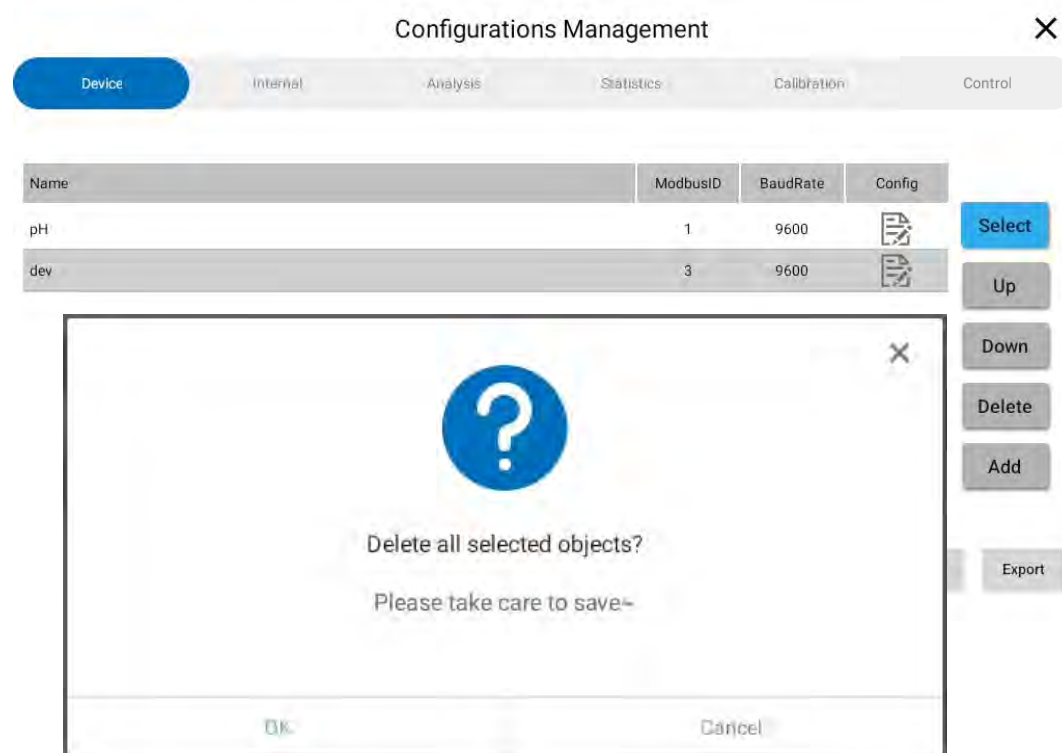 Configurations Management
Device Internal Analysis Statistics Calibration Control
Name ModbusID BaudRate Config
pH 1 9600
Select
dev 3 9600
Up
Down
Delete
Add
?
Delete all selected objects?
Please take care to save~
Export
OK Cancel